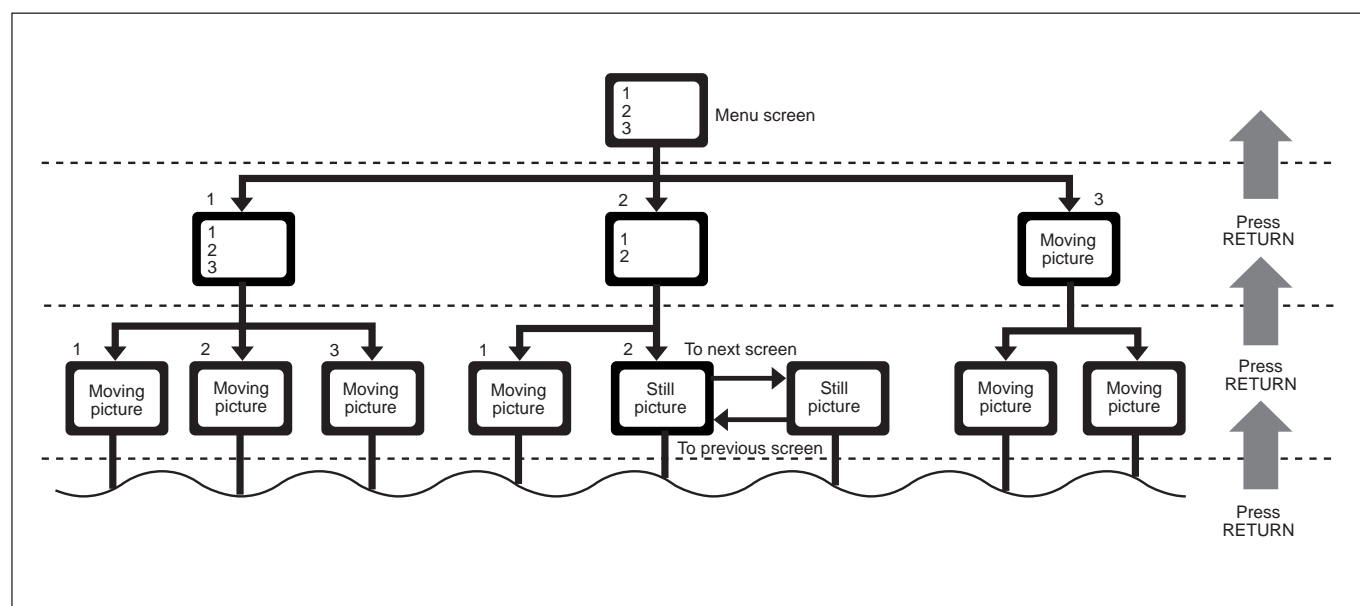 1
2
3
Menu screen
1
2
3
1
2
3
1
2
Moving
picture
Press
RETURN
1
2
3
1
2
To next screen
Moving
picture
Moving
picture
Moving
picture
Moving
picture
Still
picture
Still
picture
Moving
picture
Moving
picture
Press
RETURN
To previous screen
Press
RETURN